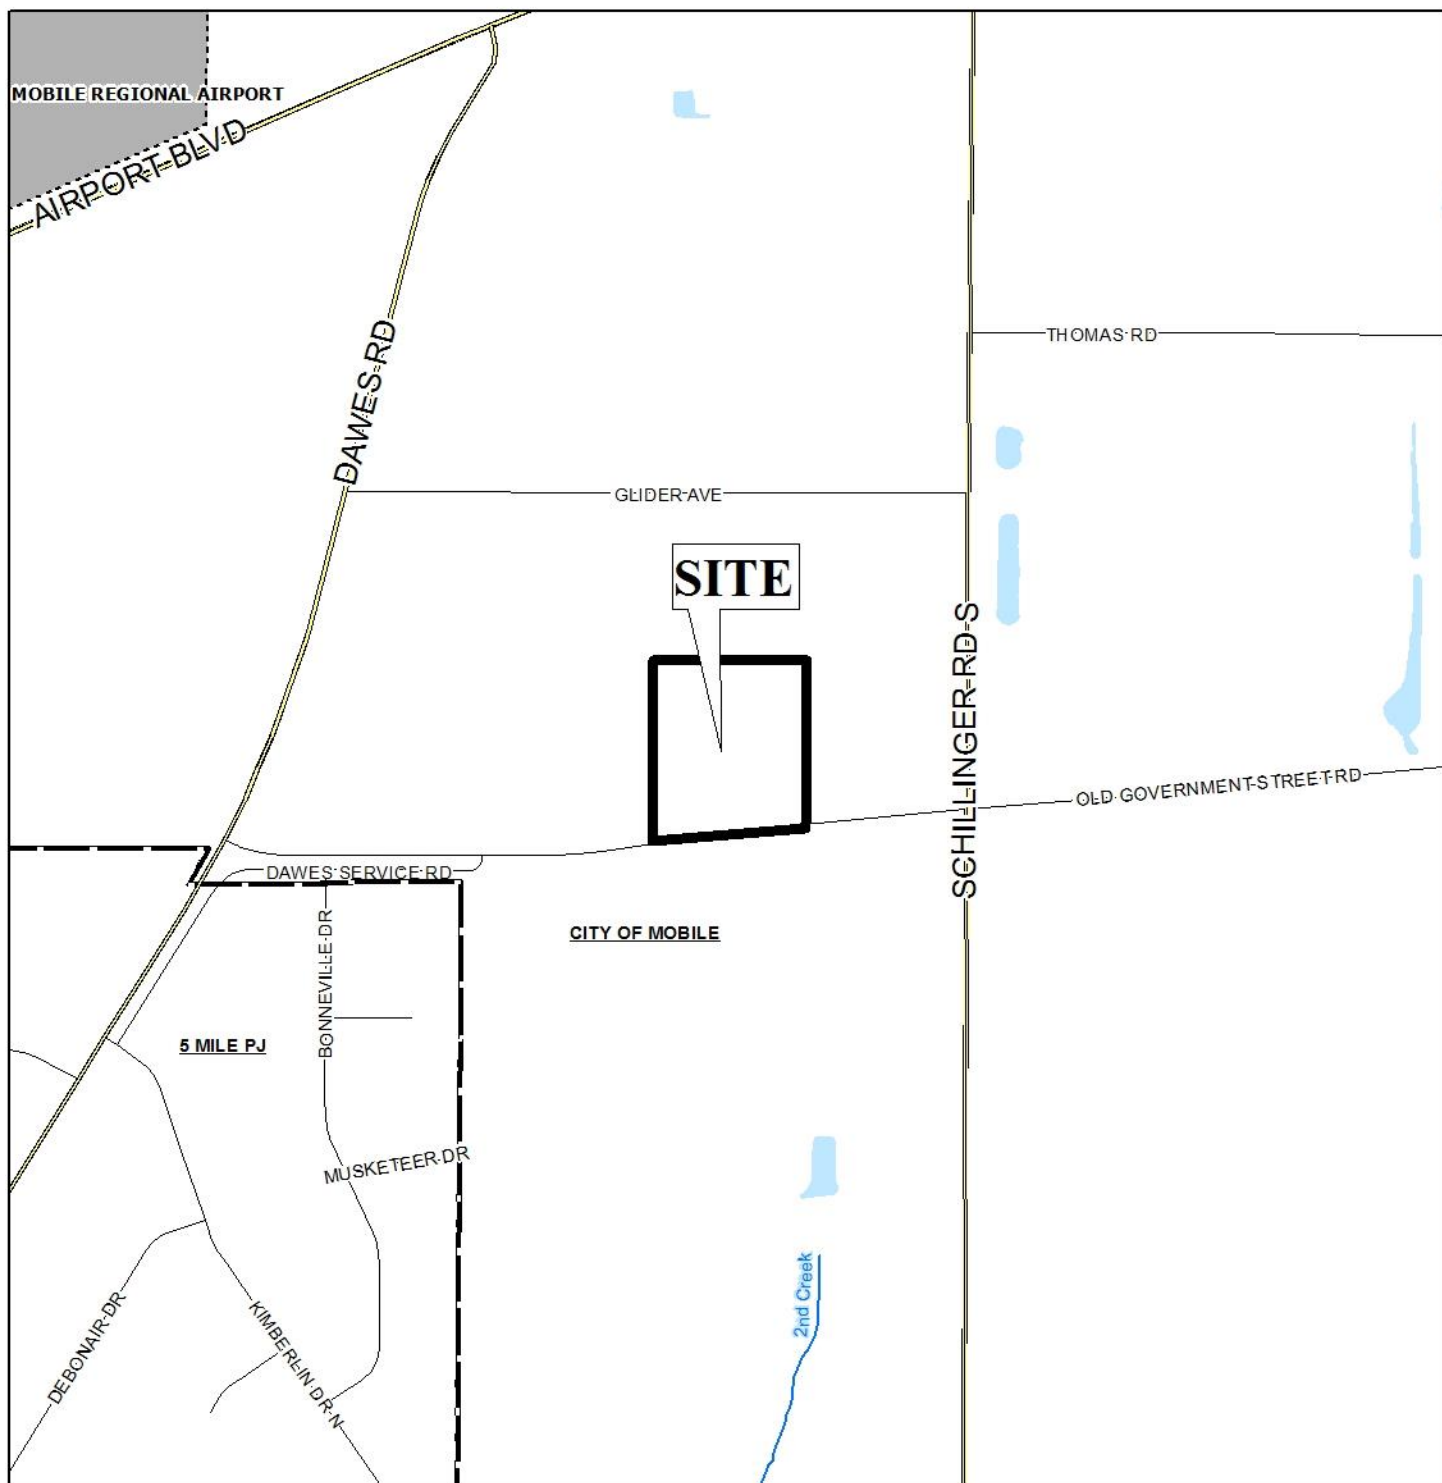 MOBILE REGIONAL AIRPORT
AIRPORT BLVD
THOMAS RD
DAWES RD
GLIDER AVE
SITE
SCHILLINGER RD S
OLD GOVERNMENT STREET RD
DAWES SERVICE RD
CITY OF MOBILE
BONNEVILLE DR
5 MILE PJ
MUSKETEER DR
2nd Creek
DEBONAIR DR
KIMBERLIN DR N